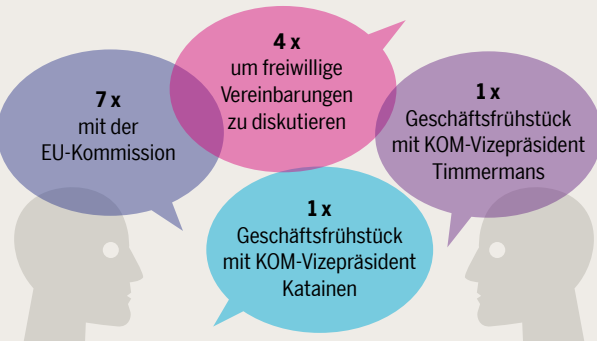 7 x
mit der
EU-Kommission
4 x
um freiwillige
Vereinbarungen
zu diskutieren
1 x
Geschäftsfrühstück
mit KOM-Vizepräsident
Timmermans
1 x
Geschäftsfrühstück
mit KOM-Vizepräsident
Katainen